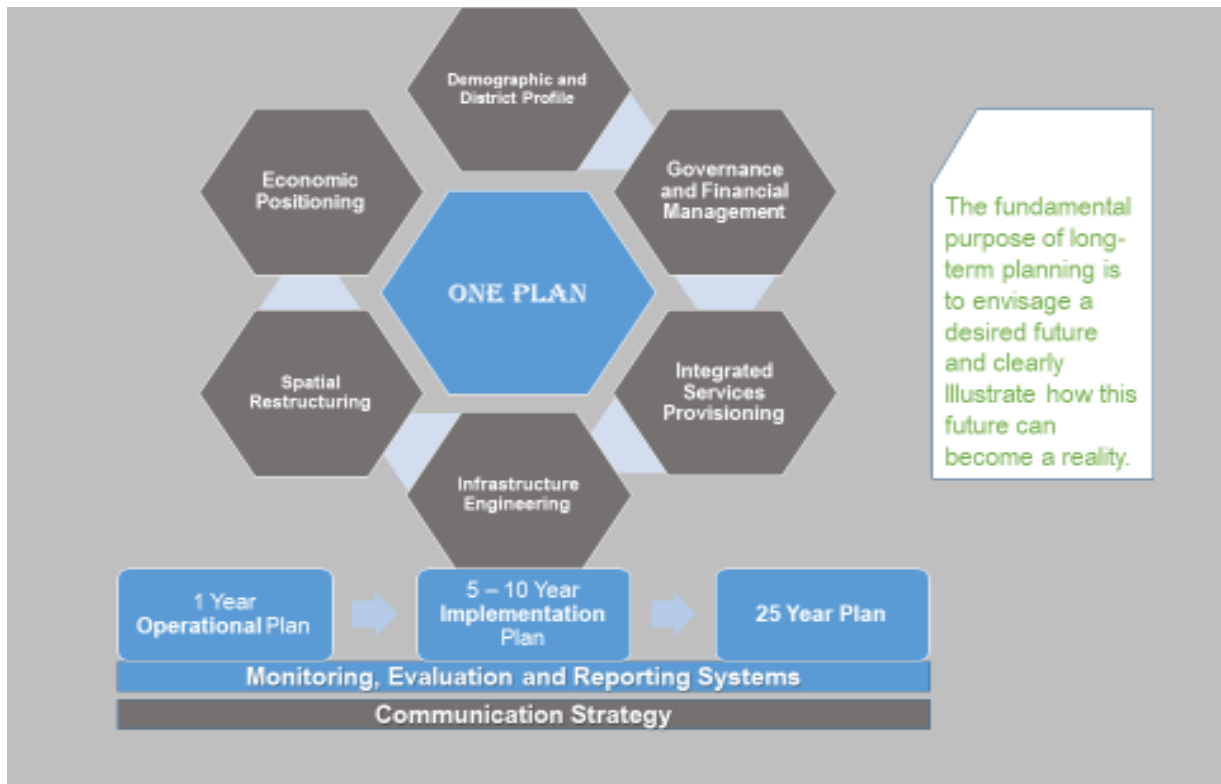 Demographic and
District Profile
Economic
Positioning
Governance
and Financial
Management
ONE PLAN
Spatial
Restructuring
Integrated
Services
Provisioning
Infrastructure
Engineering
The fundamental
purpose of long-
term planning is
to envisage a
desired future
and clearly
Illustrate how this
future can
become a reality.
1 Year
Operational Plan
5 – 10 Year
Implementation
Plan
25 Year Plan
Monitoring, Evaluation and Reporting Systems
Communication Strategy